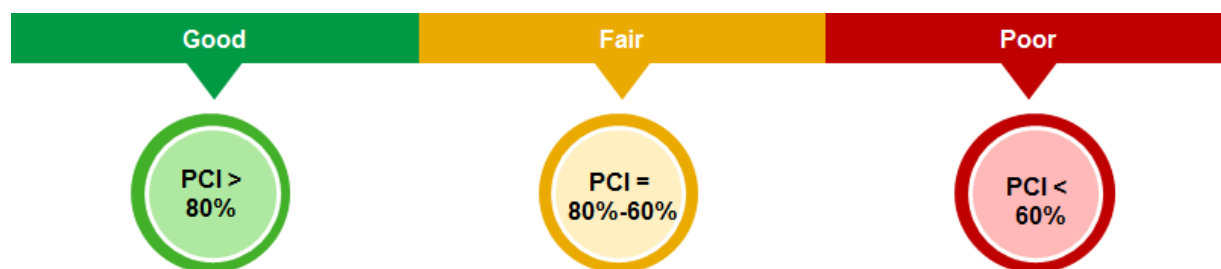 Good
Fair
Poor
PCI >
80%
PCI =
80%-60%
PCI <
60%